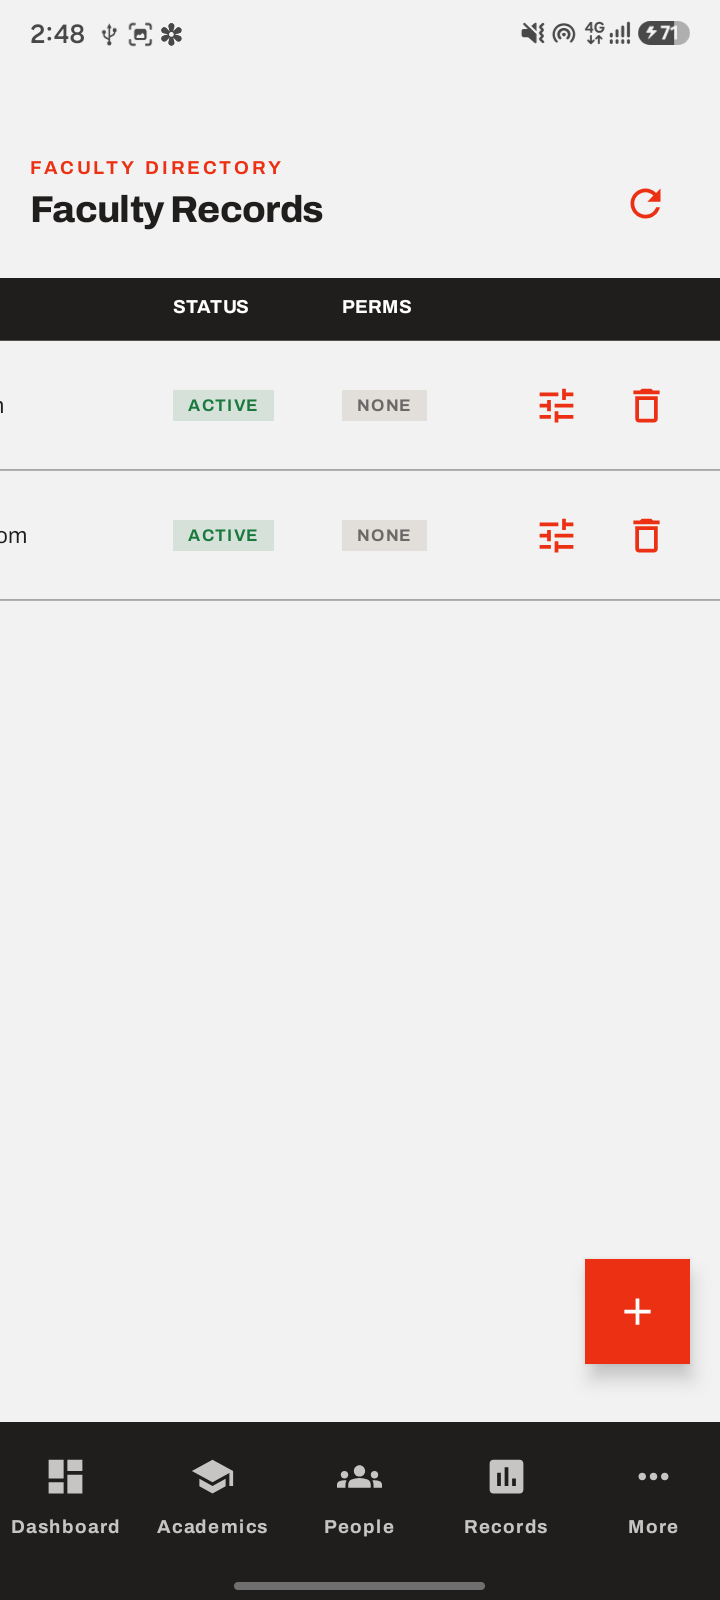 2:48 4G 71
FACULTY DIRECTORY
Faculty Records
STATUS PERMS
ACTIVE NONE
om ACTIVE NONE
Dashboard Academics People Records More